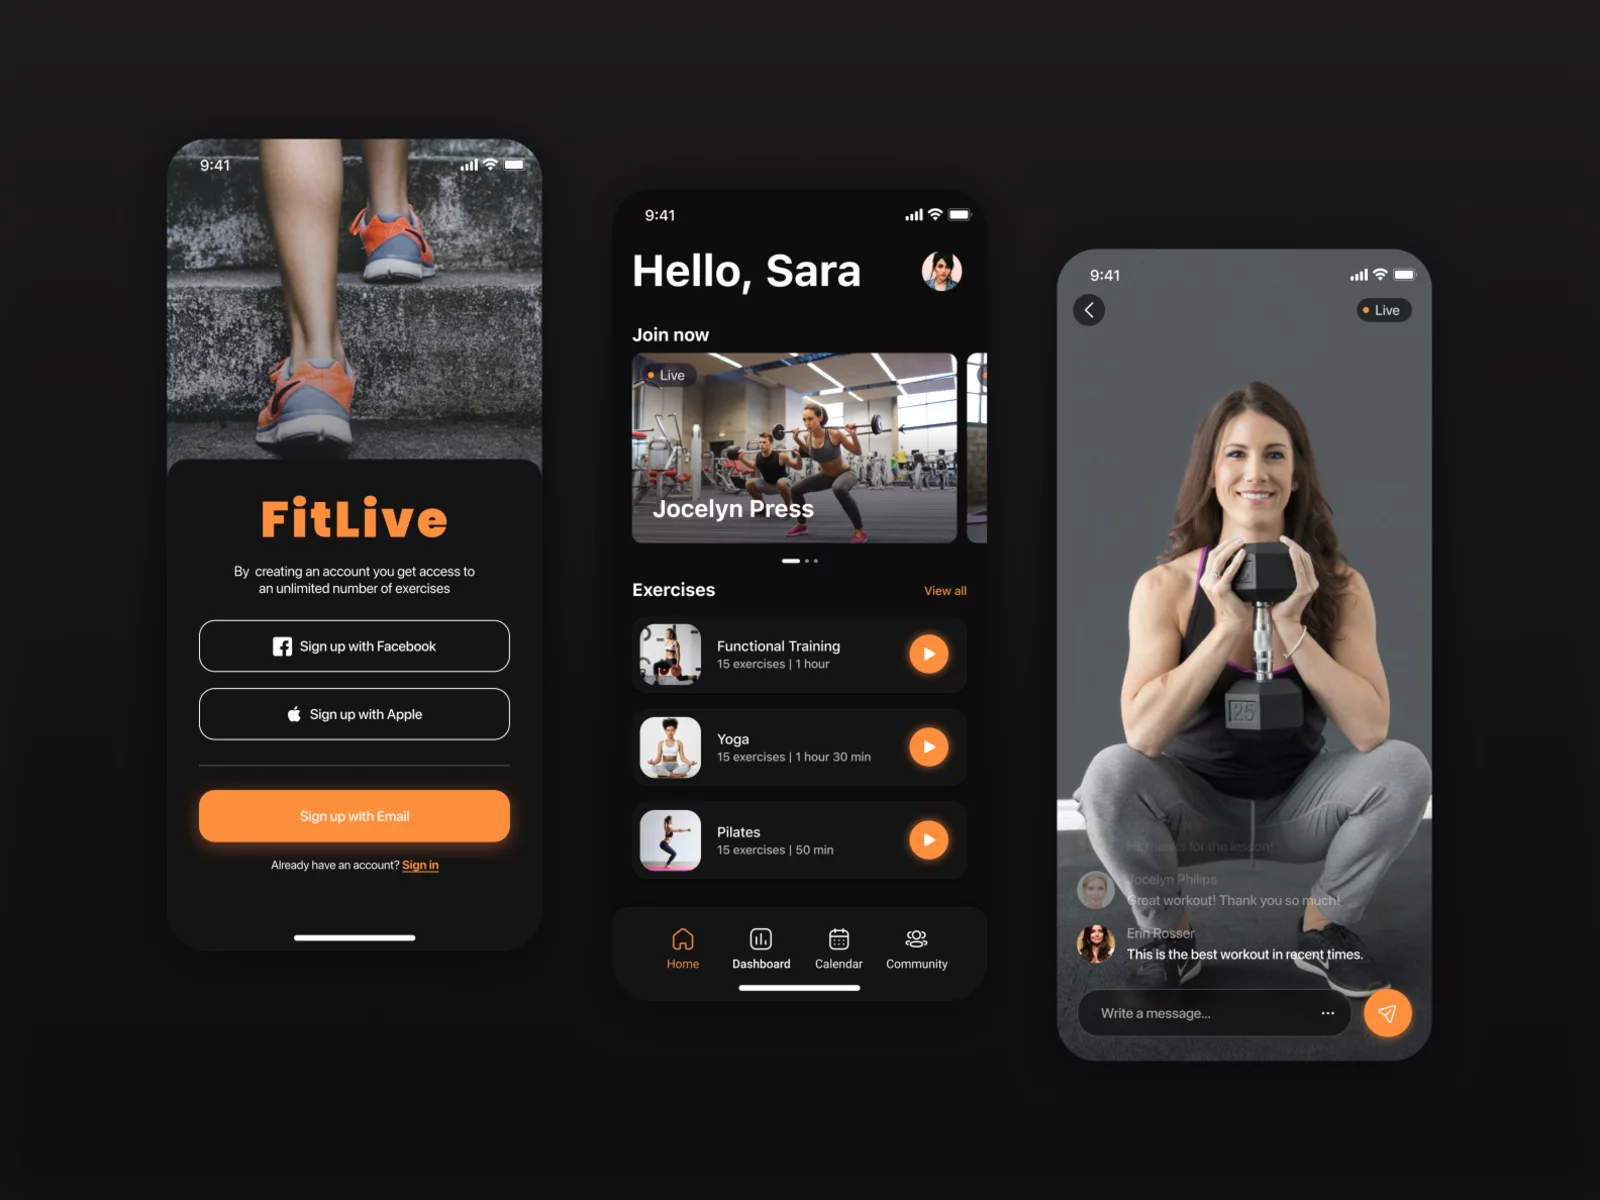 9:41
FitLive
By creating an account you get access to
an unlimited number of exercises
Sign up with Facebook
Sign up with Apple
Sign up with Email
Already have an account? Sign in
9:41
Hello, Sara
Join now
Live
Jocelyn Press
Exercises
View all
Functional Training
15 exercises | 1 hour
Yoga
15 exercises | 1 hour 30 min
Pilates
15 exercises | 50 min
Home
Dashboard
Calendar
Community
9:41
Live
25
Hi, thanks for the lesson!
Jocelyn Philips
Great workout! Thank you so much!
Erin Rosser
This is the best workout in recent times.
Write a message...